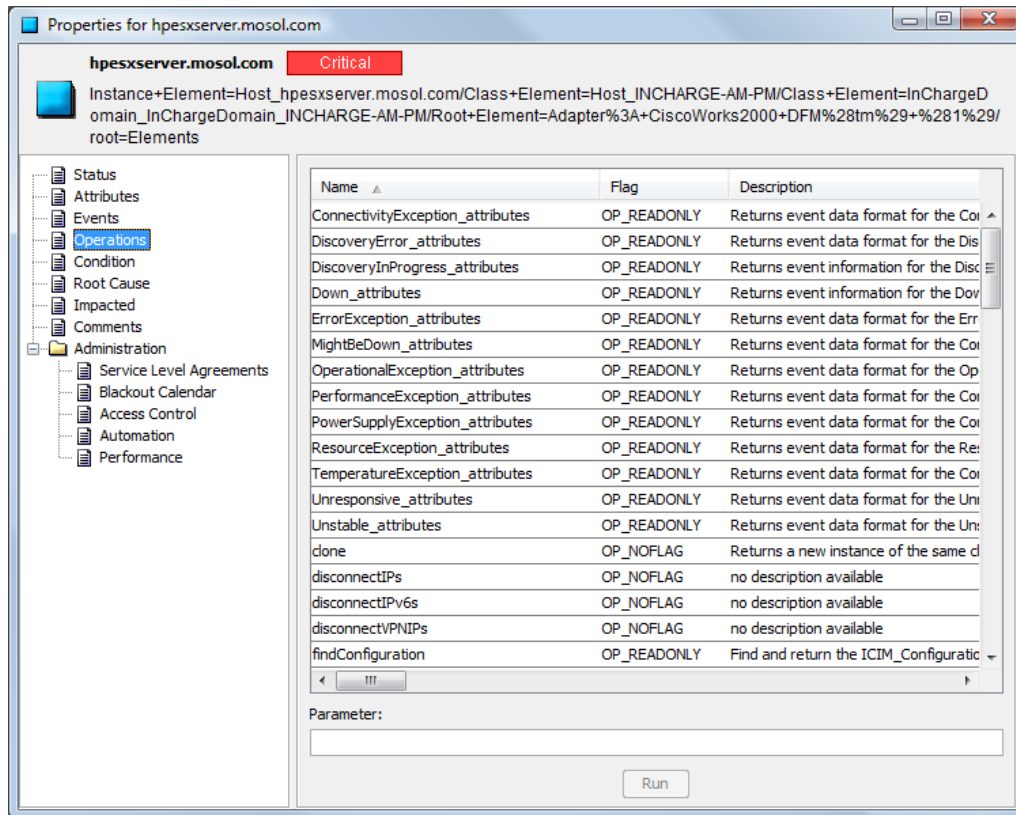 Properties for hpesxserver.mosol.com
hpesxserver.mosol.com Critical
Instance+Element=Host_hpesxserver.mosol.com/Class+Element=Host_INCHARGE-AM-PM/Class+Element=InChargeD
omain_InChargeDomain_INCHARGE-AM-PM/Root+Element=Adapter%3A+CiscoWorks2000+DFM%28tm%29+%281%29/
root=Elements
Status
Attributes
Events
Operations
Condition
Root Cause
Impacted
Comments
Administration
Service Level Agreements
Blackout Calendar
Access Control
Automation
Performance
Name Flag Description
ConnectivityException_attributes OP_READONLY Returns event data format for the Co
DiscoveryError_attributes OP_READONLY Returns event data format for the Dis
DiscoveryInProgress_attributes OP_READONLY Returns event information for the Disc
Down_attributes OP_READONLY Returns event information for the Dow
ErrorException_attributes OP_READONLY Returns event data format for the Err
MightBeDown_attributes OP_READONLY Returns event data format for the Co
OperationalException_attributes OP_READONLY Returns event data format for the Op
PerformanceException_attributes OP_READONLY Returns event data format for the Co
PowerSupplyException_attributes OP_READONLY Returns event data format for the Co
ResourceException_attributes OP_READONLY Returns event data format for the Re
TemperatureException_attributes OP_READONLY Returns event data format for the Co
Unresponsive_attributes OP_READONLY Returns event data format for the Un
Unstable_attributes OP_READONLY Returns event data format for the Uns
clone OP_NOFLAG Returns a new instance of the same cl
disconnectIPs OP_NOFLAG no description available
disconnectIPv6s OP_NOFLAG no description available
disconnectVPNIPs OP_NOFLAG no description available
findConfiguration OP_READONLY Find and return the ICIM_Configuratio
Parameter:
Run